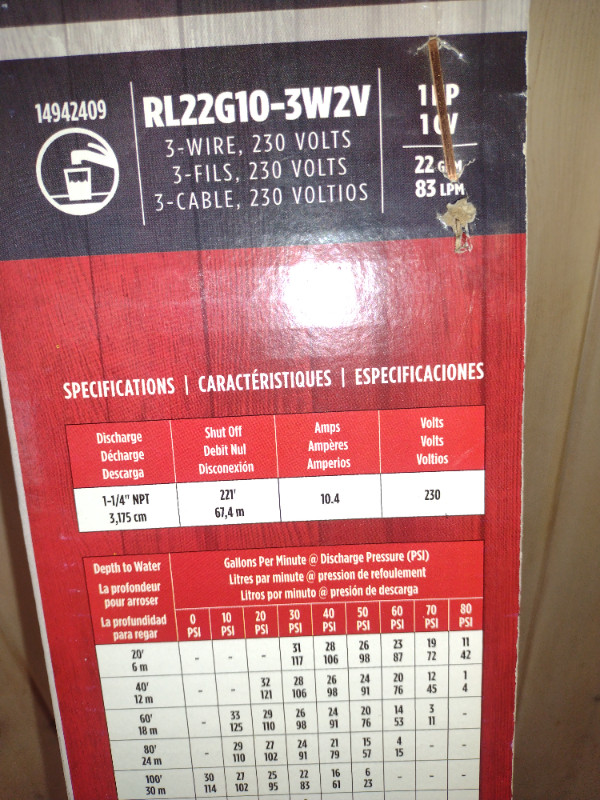 14942409
RL22G10-3W2V
3-WIRE, 230 VOLTS
3-FILS, 230 VOLTS
3-CABLE, 230 VOLTIOS
1
1
22
83 LPM
SPECIFICATIONS | CARACTÉRISTIQUES | ESPECIFICACIONES
Discharge Shut Off Amps Volts
Décharge Debit Nul Ampères Volts
Descarga Disconexión Amperios Voltios
1-1/4" NPT 221' 10.4 230
3,175 cm 67,4 m
Depth to Water Gallons Per Minute @ Discharge Pressure (PSI)
La profondeur pour arroser Litres par minute @ pression de refoulement
La profundidad para regar Litros por minuto @ presión de descarga
0 10 20 30 40 50 60 70 80
PSI PSI PSI PSI PSI PSI PSI PSI PSI
20' - - - 31 28 26 23 19 11
6 m 117 106 98 87 72 42
40' - - 32 28 26 24 20 12 1
12 m 121 106 98 91 76 45 4
60' - 33 29 26 24 20 14 3 -
18 m 125 110 98 91 76 53 11
80' - 29 27 24 21 15 4 - -
24 m 110 102 91 79 57 15
100' 30 27 25 22 16 6 - - -
30 m 114 102 95 83 61 23